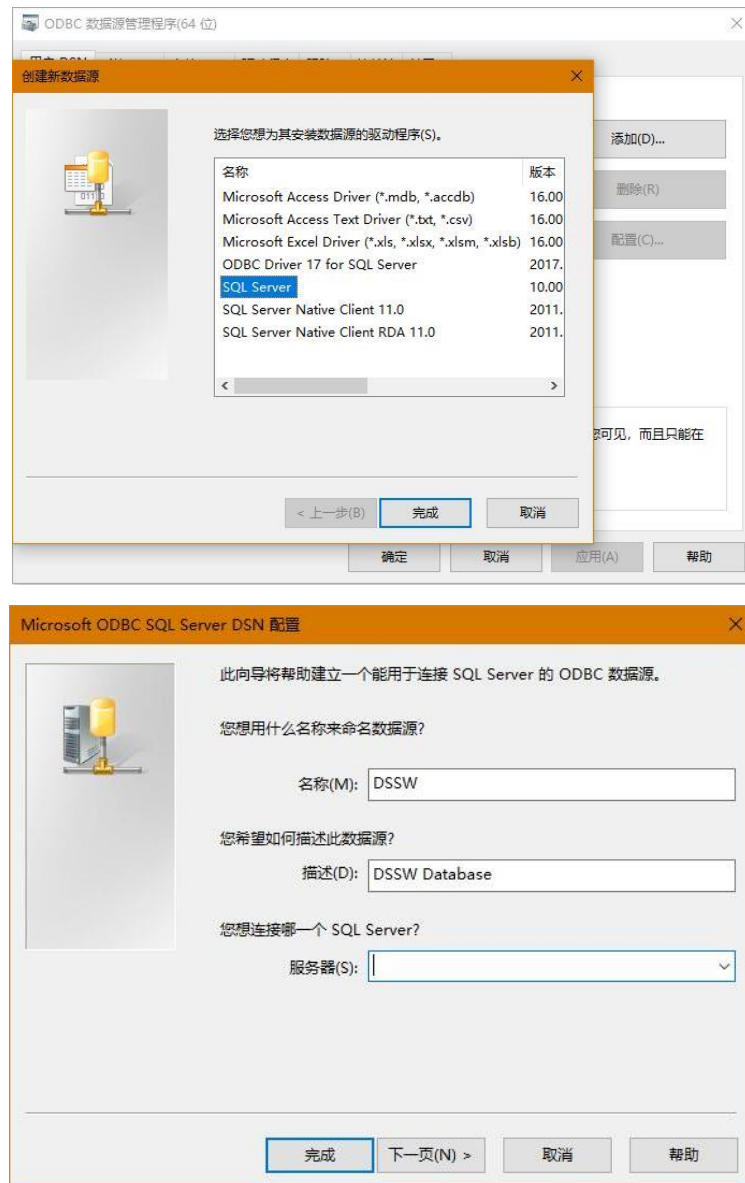 ODBC 数据源管理程序(64 位)
创建新数据源
选择您想为其安装数据源的驱动程序(S)。
名称 版本
Microsoft Access Driver (*.mdb, *.accdb) 16.00
Microsoft Access Text Driver (*.txt, *.csv) 16.00
Microsoft Excel Driver (*.xls, *.xlsx, *.xlsm, *.xlsb) 16.00
ODBC Driver 17 for SQL Server 2017.
SQL Server 10.00
SQL Server Native Client 11.0 2011.
SQL Server Native Client RDA 11.0 2011.
添加(D)...
删除(R)
配置(C)...
您可见，而且只能在
< 上一步(B) 完成 取消
确定 取消 应用(A) 帮助
Microsoft ODBC SQL Server DSN 配置
此向导将帮助建立一个能用于连接 SQL Server 的 ODBC 数据源。
您想用什么名称来命名数据源?
名称(M): DSSW
您希望如何描述此数据源?
描述(D): DSSW Database
您想连接哪一个 SQL Server?
服务器(S):
完成 下一页(N) > 取消 帮助